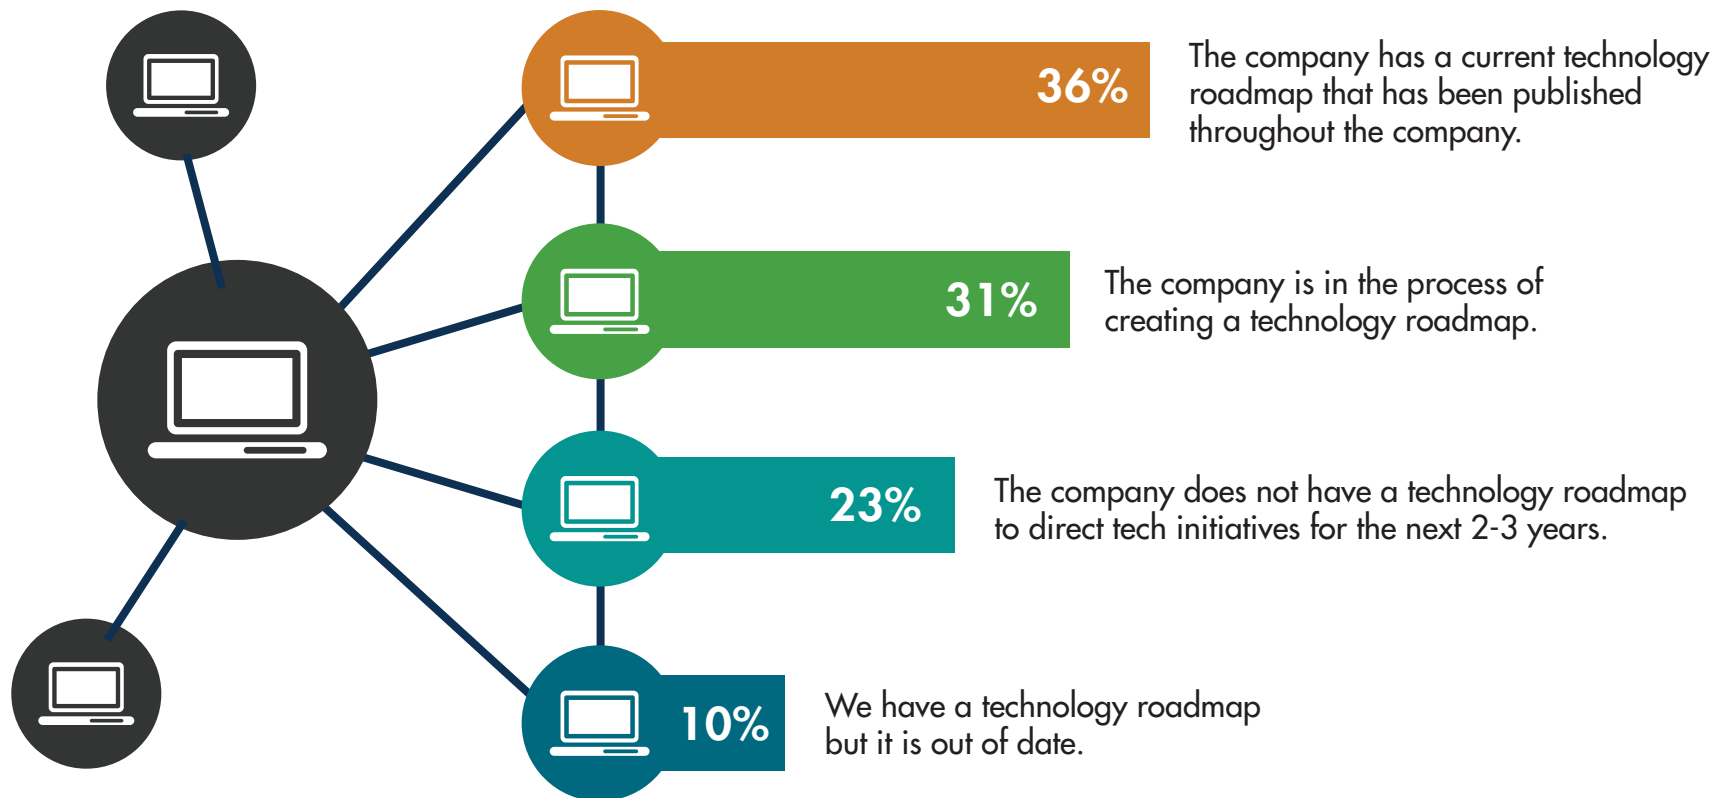 36%
The company has a current technology
roadmap that has been published
throughout the company.
31%
The company is in the process of
creating a technology roadmap.
23%
The company does not have a technology roadmap
to direct tech initiatives for the next 2-3 years.
10%
We have a technology roadmap
but it is out of date.